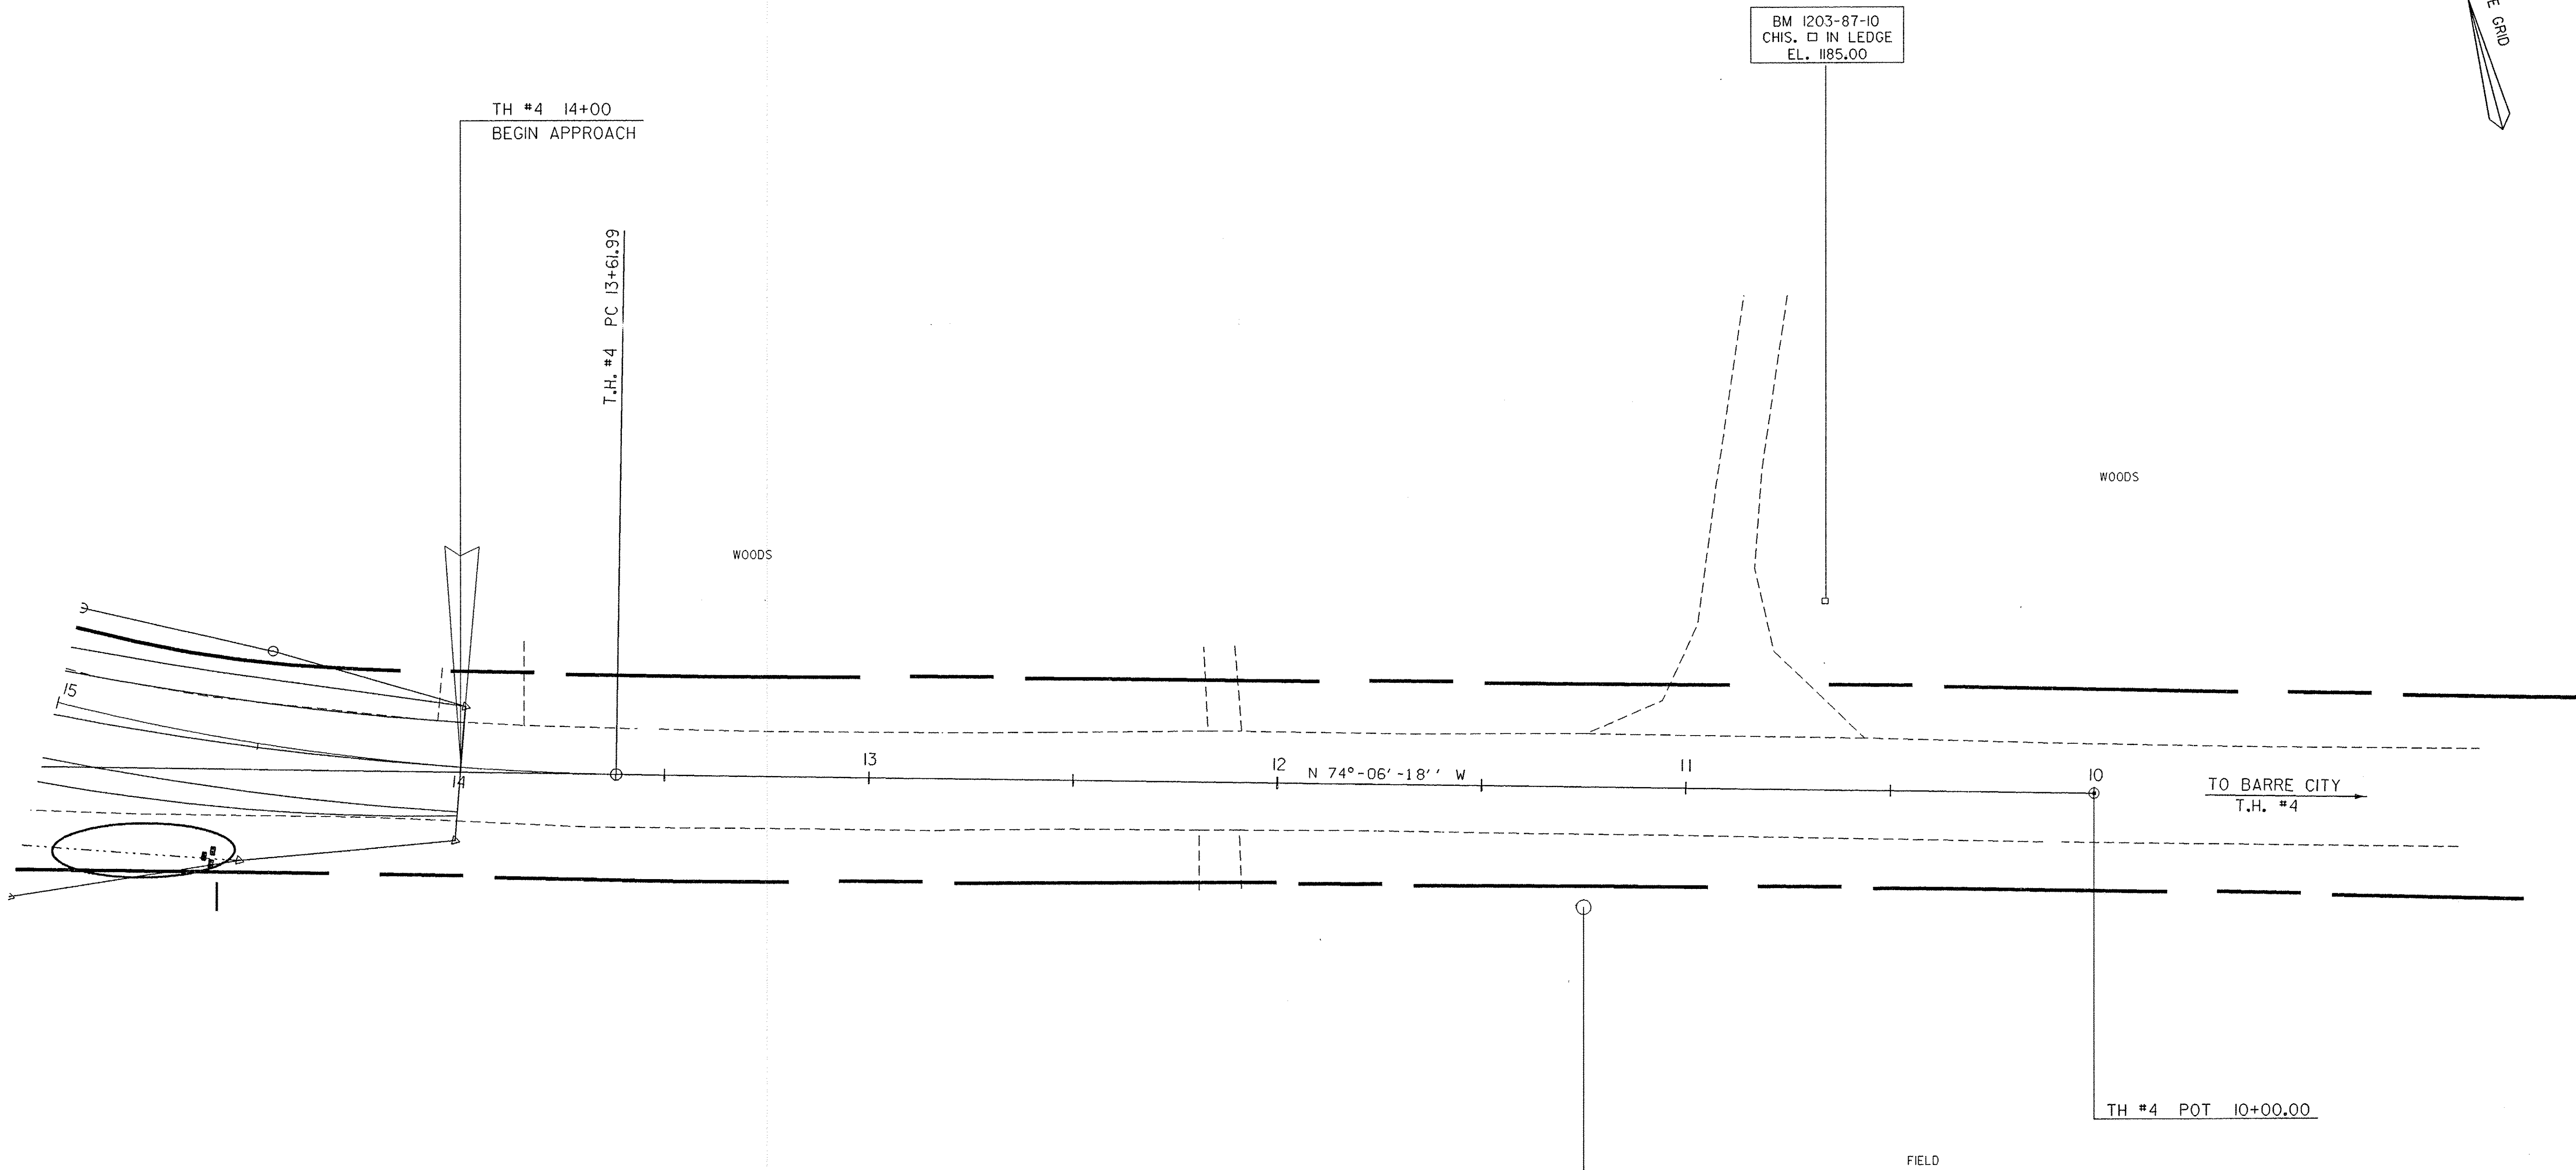 BM 1203-87-10
CHIS. □ IN LEDGE
EL. 1185.00
E GRID
TH #4 14+00
BEGIN APPROACH
T.H. #4 PC 13+61.99
WOODS
WOODS
15
14
13
12
N 74°-06'-18'' W
11
10
TO BARRE CITY
T.H. #4
TH #4 POT 10+00.00
FIELD